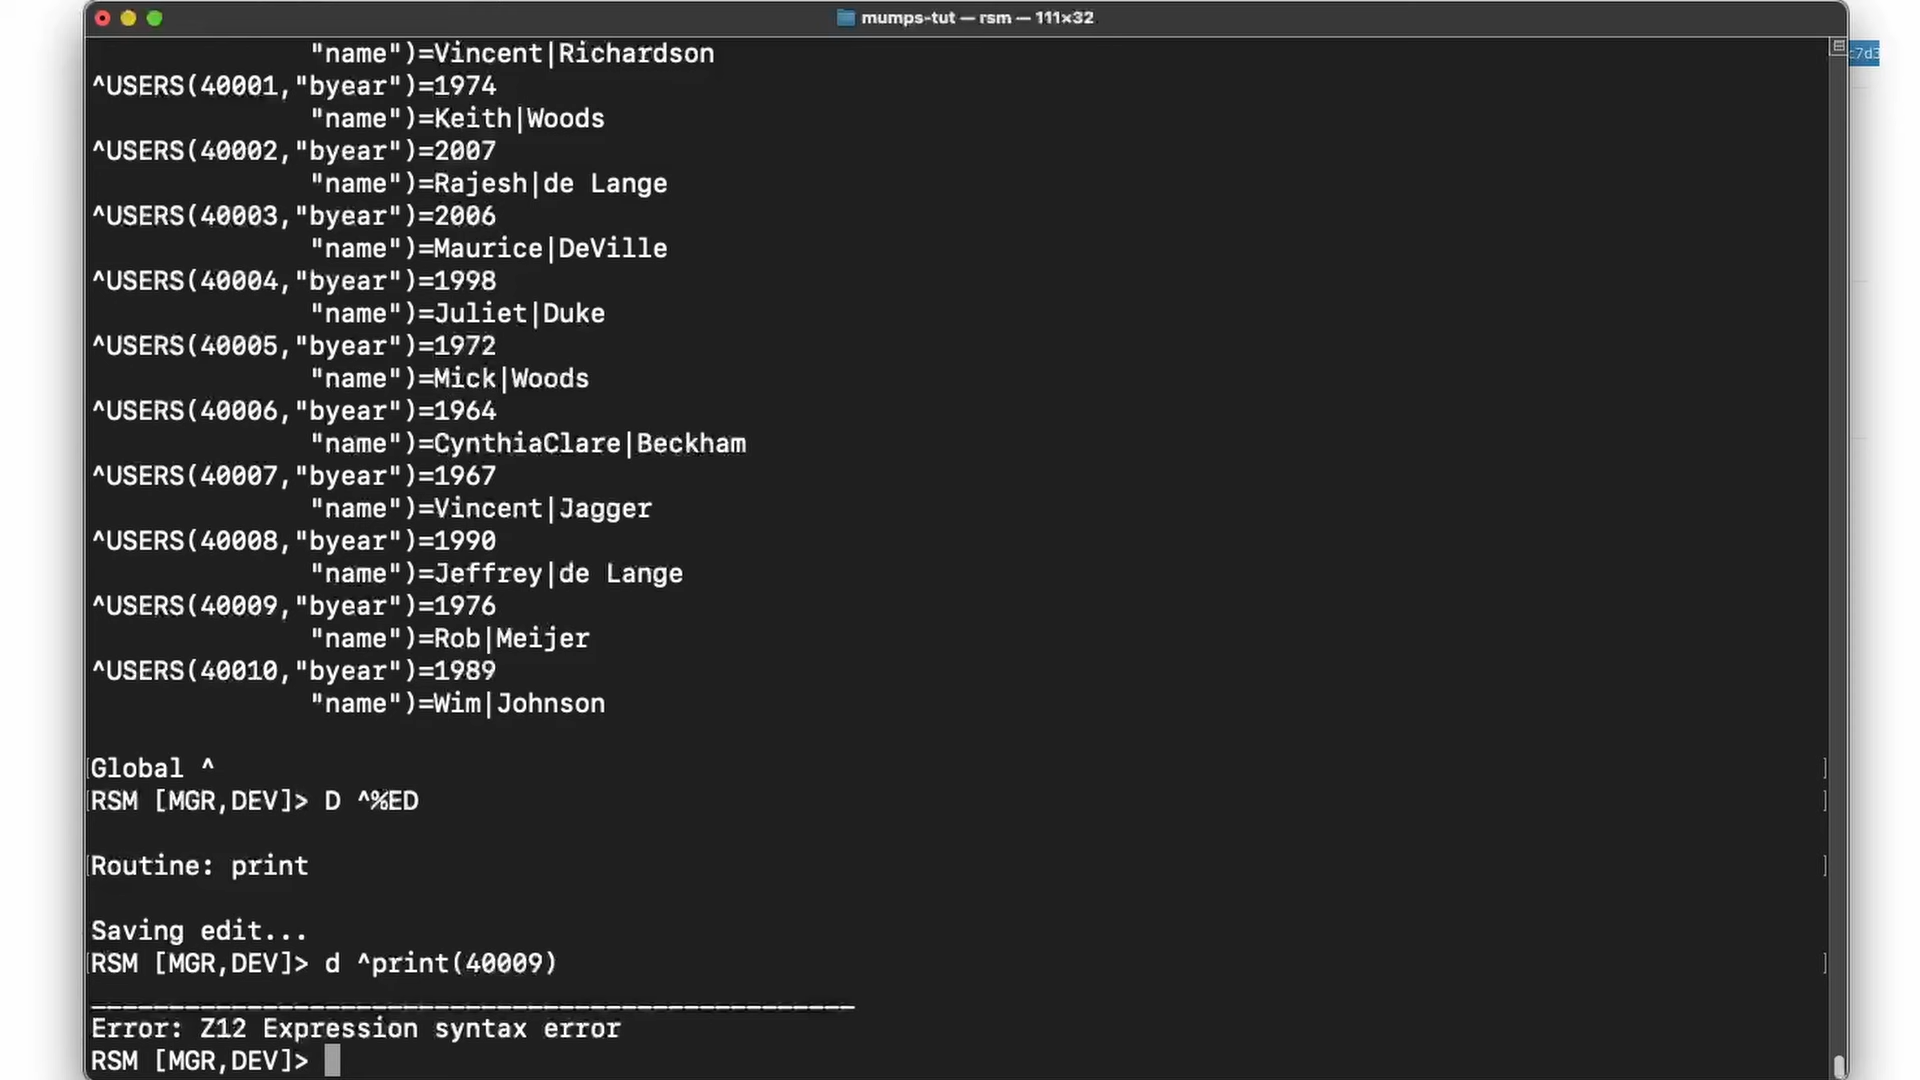 mumps-tut — rsm — 111×32
c7d3
"name")=Vincent|Richardson
^USERS(40001,"byear")=1974
"name")=Keith|Woods
^USERS(40002,"byear")=2007
"name")=Rajesh|de Lange
^USERS(40003,"byear")=2006
"name")=Maurice|DeVille
^USERS(40004,"byear")=1998
"name")=Juliet|Duke
^USERS(40005,"byear")=1972
"name")=Mick|Woods
^USERS(40006,"byear")=1964
"name")=CynthiaClare|Beckham
^USERS(40007,"byear")=1967
"name")=Vincent|Jagger
^USERS(40008,"byear")=1990
"name")=Jeffrey|de Lange
^USERS(40009,"byear")=1976
"name")=Rob|Meijer
^USERS(40010,"byear")=1989
"name")=Wim|Johnson
[Global ^ ]
[RSM [MGR,DEV]> D ^%ED ]
[Routine: print ]
Saving edit...
[RSM [MGR,DEV]> d ^print(40009) ]
_________________________________________________
Error: Z12 Expression syntax error
RSM [MGR,DEV]>